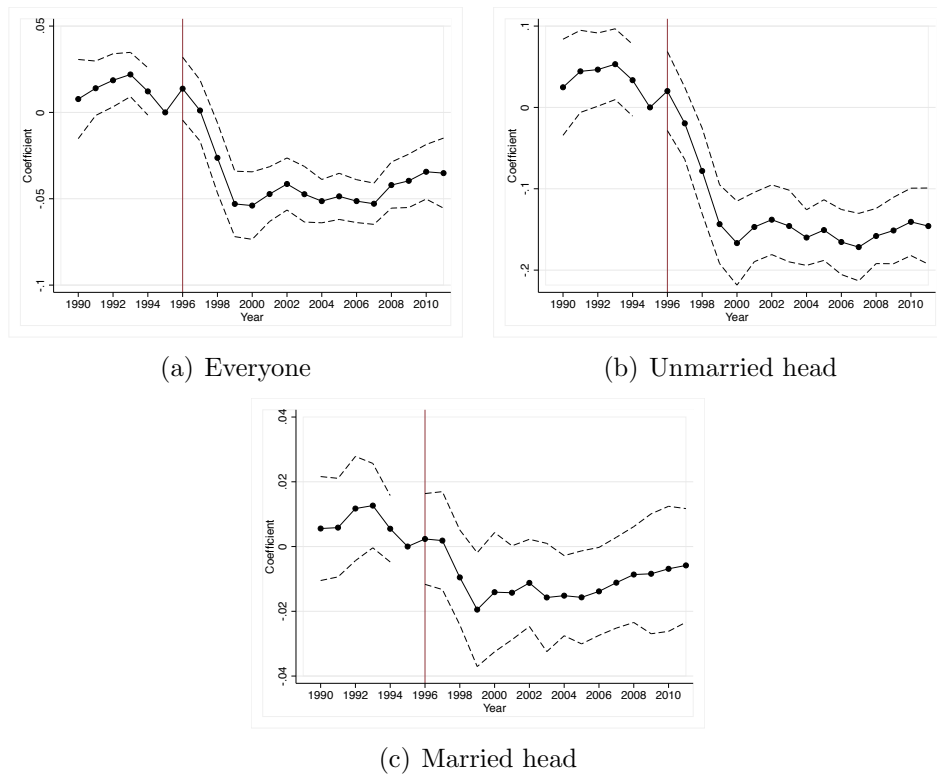 .05
0
-.05
-.1
Coefficient
1990 1992 1994 1996 1998 2000 2002 2004 2006 2008 2010
Year
(a) Everyone
.1
0
-.1
-.2
Coefficient
1990 1992 1994 1996 1998 2000 2002 2004 2006 2008 2010
Year
(b) Unmarried head
.04
.02
0
-.02
-.04
Coefficient
1990 1992 1994 1996 1998 2000 2002 2004 2006 2008 2010
Year
(c) Married head